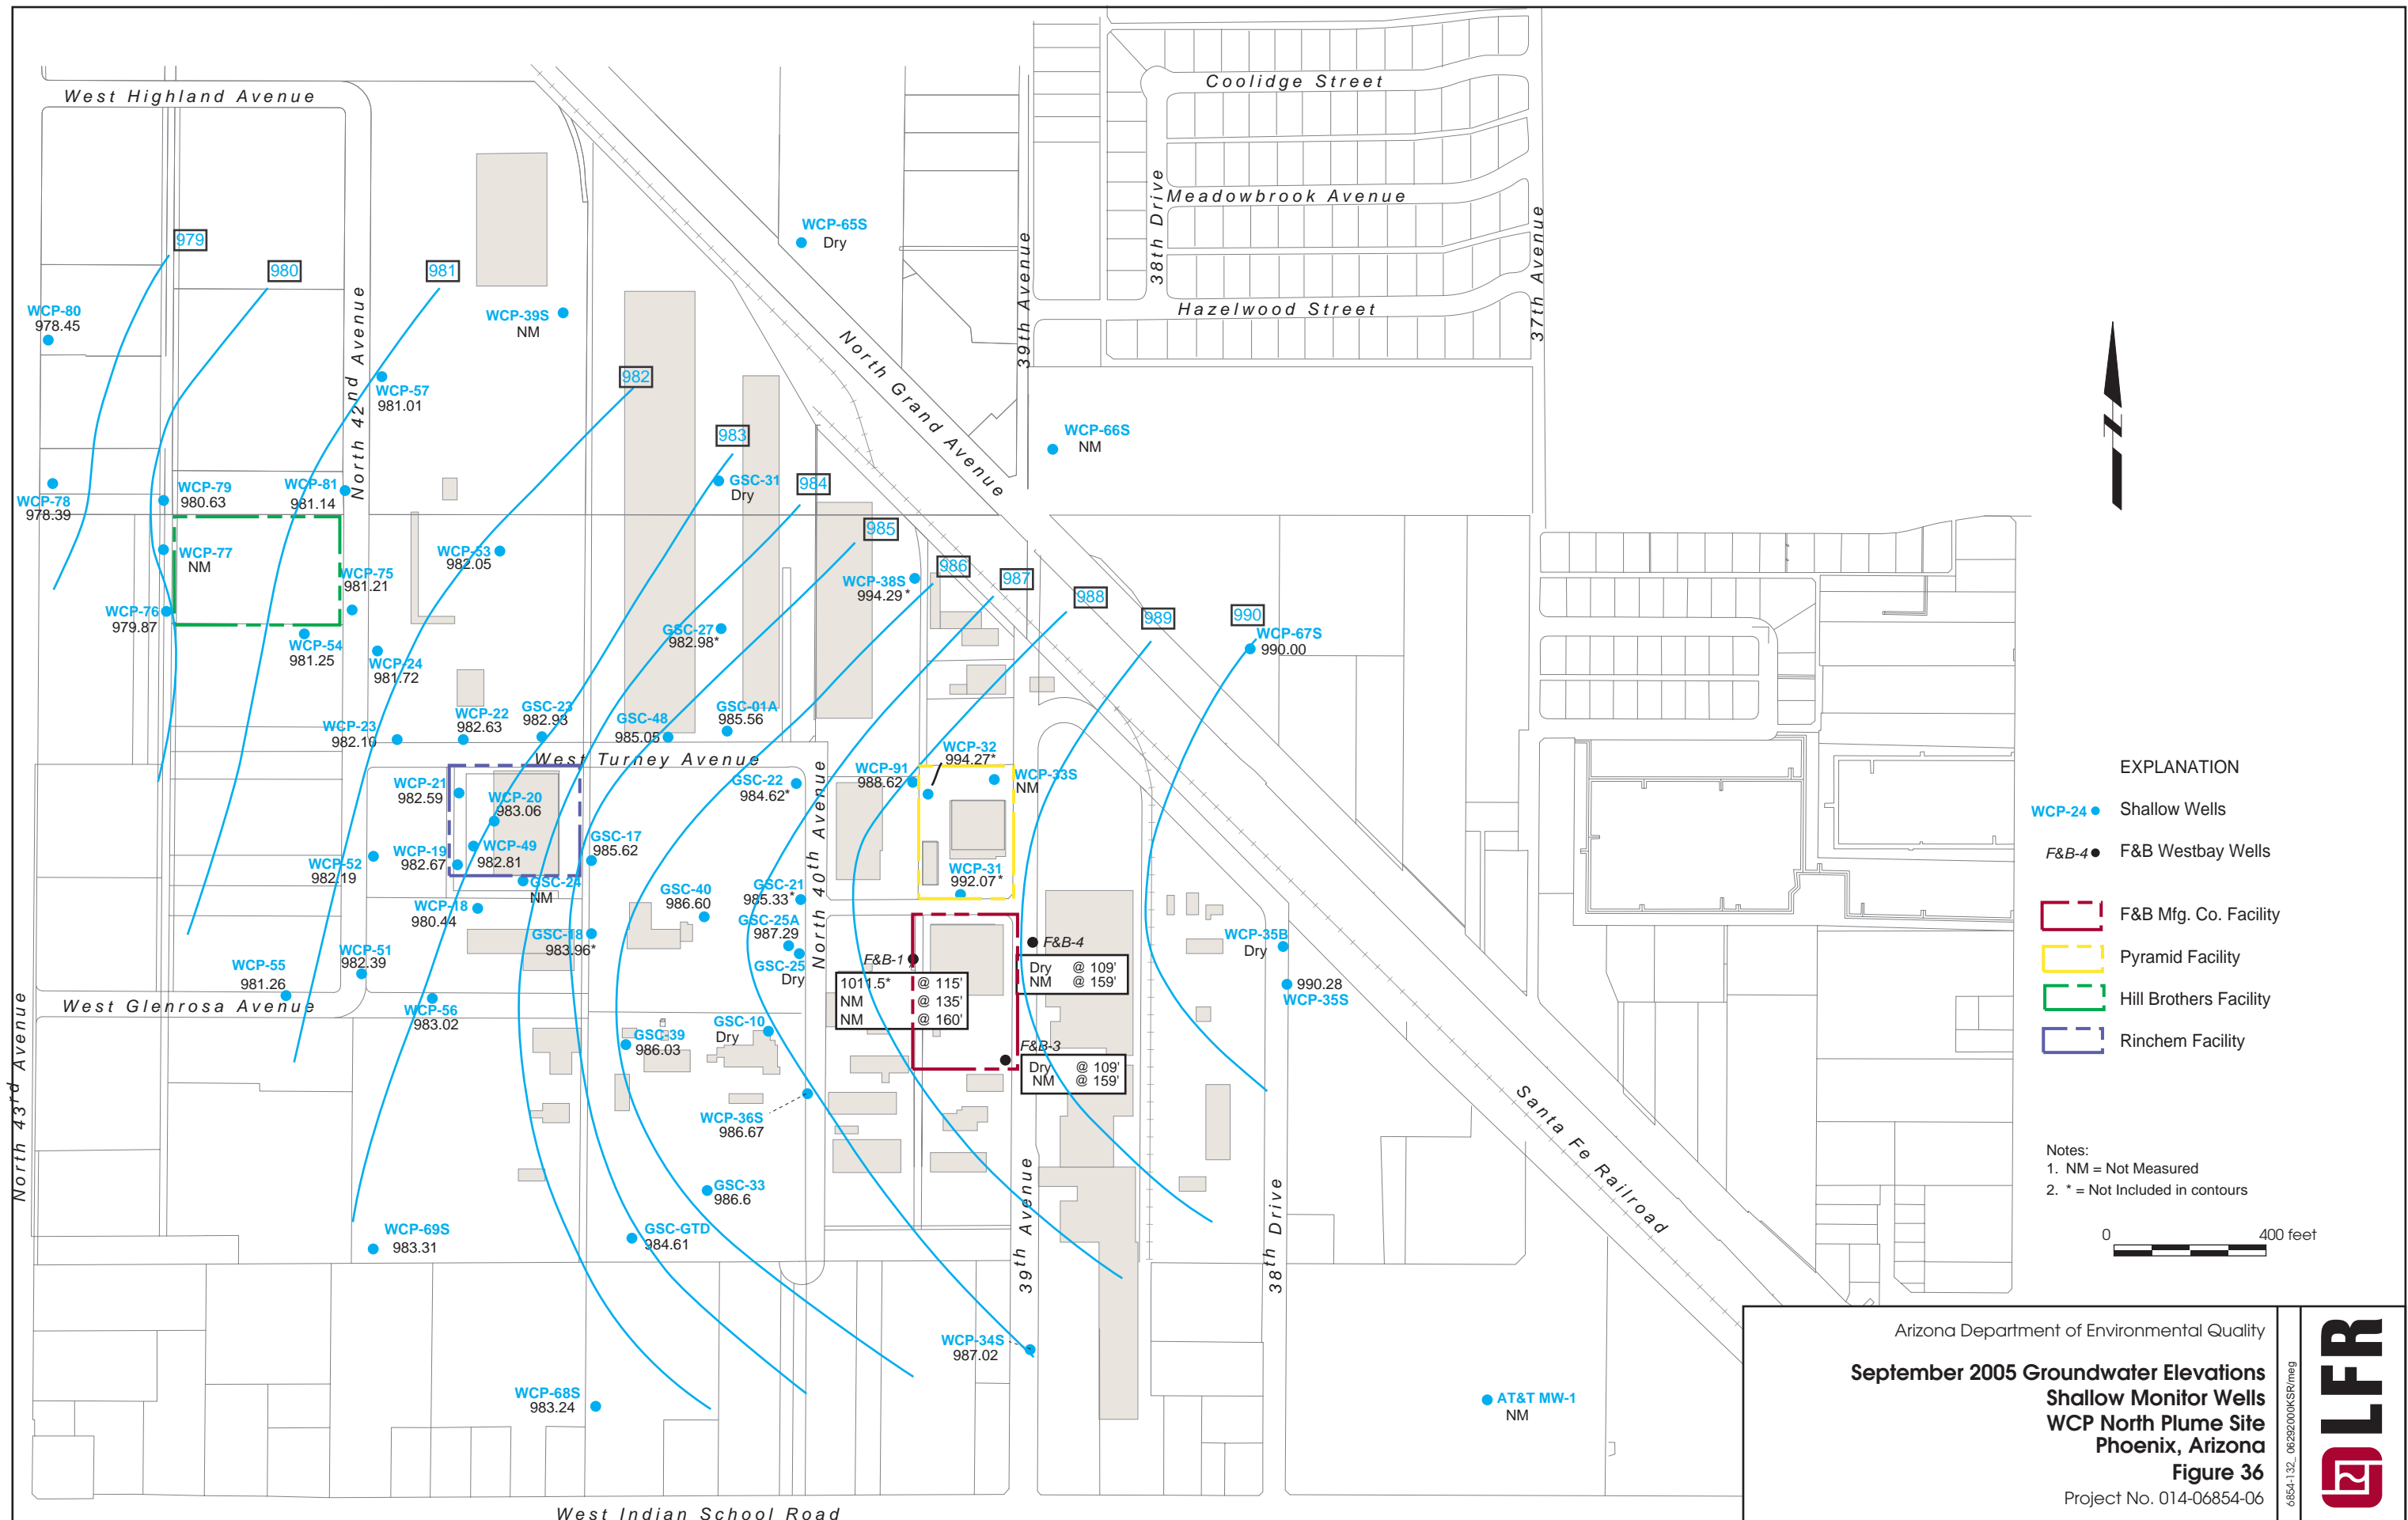 West Highland Avenue
Coolidge Street
38th Drive
Meadowbrook Avenue
39th Avenue
37th Avenue
Hazelwood Street
North Grand Avenue
North 42nd Avenue
979
980
981
982
983
984
985
986
987
988
989
990
WCP-65S
Dry
WCP-80
978.45
WCP-39S
NM
WCP-57
981.01
WCP-66S
NM
WCP-78
978.39
WCP-79
980.63
WCP-81
981.14
GSC-31
Dry
WCP-77
NM
WCP-53
982.05
WCP-75
981.21
WCP-38S
994.29*
WCP-76
979.87
WCP-54
981.25
GSC-27
982.98*
WCP-67S
990.00
WCP-24
981.72
WCP-23
982.10
WCP-22
982.63
GSC-23
982.93
GSC-48
985.05
GSC-01A
985.56
West Turney Avenue
WCP-32
994.27*
WCP-91
988.62
WCP-33S
NM
WCP-21
982.59
WCP-20
983.06
GSC-22
984.62*
North 40th Avenue
WCP-52
982.19
WCP-19
982.67
WCP-49
982.81
GSC-17
985.62
GSC-24
NM
WCP-31
992.07*
GSC-40
986.60
GSC-21
985.33*
WCP-18
980.44
GSC-18
983.96*
GSC-25A
987.29
GSC-25
Dry
WCP-51
982.39
WCP-55
981.26
WCP-56
983.02
West Glenrosa Avenue
North 43rd Avenue
F&B-1
1011.5* @ 115'
NM @ 135'
NM @ 160'
F&B-4
Dry @ 109'
NM @ 159'
F&B-3
Dry @ 109'
NM @ 159'
WCP-35B
Dry
990.28
WCP-35S
GSC-39
986.03
GSC-10
Dry
WCP-36S
986.67
GSC-33
986.6
WCP-69S
983.31
GSC-GTD
984.61
39th Avenue
38th Drive
Santa Fe Railroad
WCP-34S
987.02
WCP-68S
983.24
AT&T MW-1
NM
West Indian School Road
EXPLANATION
WCP-24 Shallow Wells
F&B-4 F&B Westbay Wells
F&B Mfg. Co. Facility
Pyramid Facility
Hill Brothers Facility
Rinchem Facility
Notes:
1. NM = Not Measured
2. * = Not Included in contours
0 400 feet
Arizona Department of Environmental Quality
September 2005 Groundwater Elevations
Shallow Monitor Wells
WCP North Plume Site
Phoenix, Arizona
Figure 36
Project No. 014-06854-06
6854-132_ 06292000KSR/meg
LFR